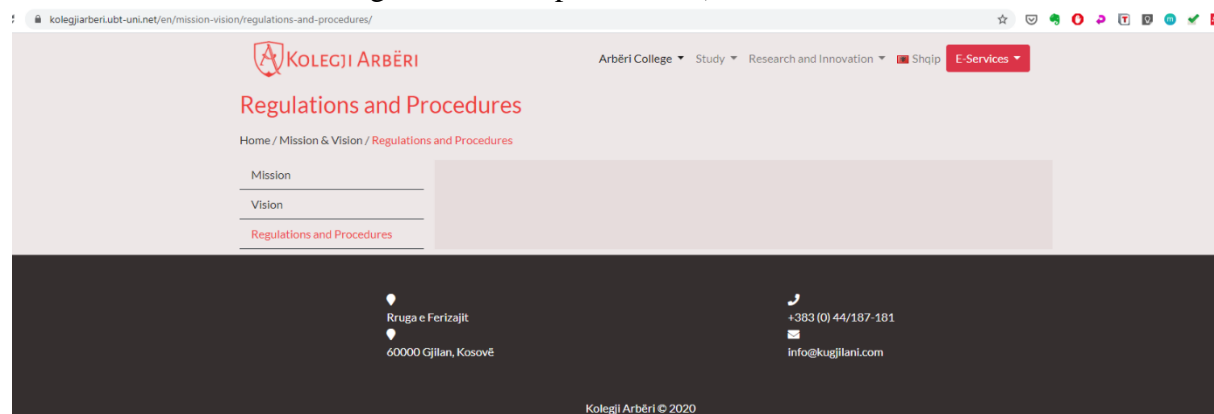 kolegjiarberi.ubt-uni.net/en/mission-vision/regulations-and-procedures/
KOLEGJI ARBËRI
Arbëri College Study Research and Innovation Shqip E-Services
Regulations and Procedures
Home / Mission & Vision / Regulations and Procedures
Mission
Vision
Regulations and Procedures
Rruga e Ferizajit
60000 Gjilan, Kosovë
+383 (0) 44/187-181
info@kugjilani.com
Kolegji Arbëri © 2020